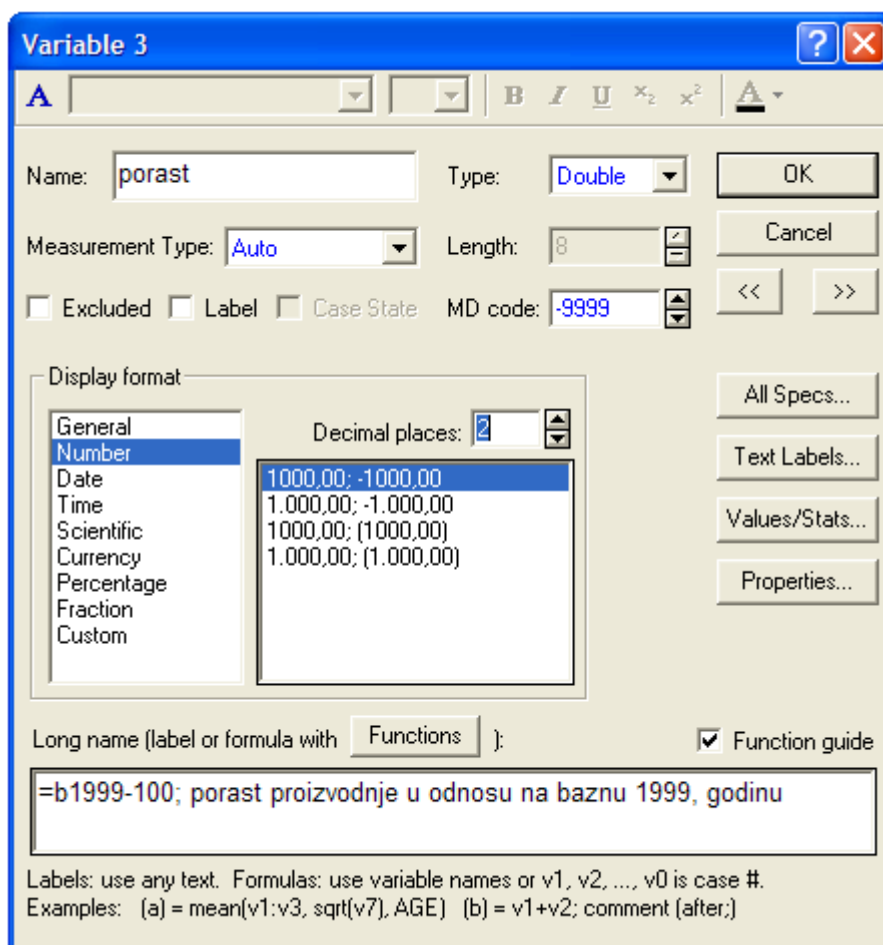 Variable 3
A B I U x₂ x² A
Name: porast Type: Double OK
Measurement Type: Auto Length: 8 Cancel
Excluded Label Case State MD code: -9999 << >>
Display format
General
Number
Date
Time
Scientific
Currency
Percentage
Fraction
Custom
Decimal places: 2
1000,00; -1000,00
1.000,00; -1.000,00
1000,00; (1000,00)
1.000,00; (1.000,00)
All Specs...
Text Labels...
Values/Stats...
Properties...
Long name (label or formula with Functions ): Function guide
=b1999-100; porast proizvodnje u odnosu na baznu 1999, godinu
Labels: use any text. Formulas: use variable names or v1, v2, ..., v0 is case #.
Examples: (a) = mean(v1:v3, sqrt(v7), AGE) (b) = v1+v2; comment (after;)